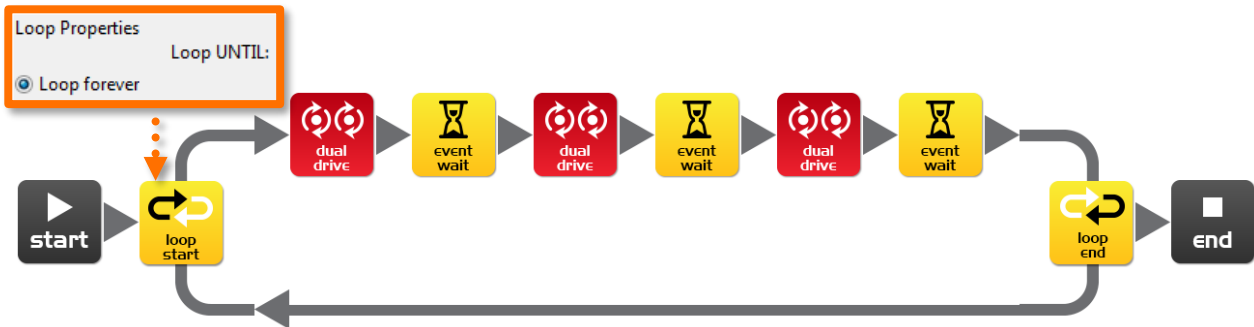 Loop Properties
Loop UNTIL:
Loop forever
start
loop
start
dual
drive
event
wait
dual
drive
event
wait
dual
drive
event
wait
loop
end
end